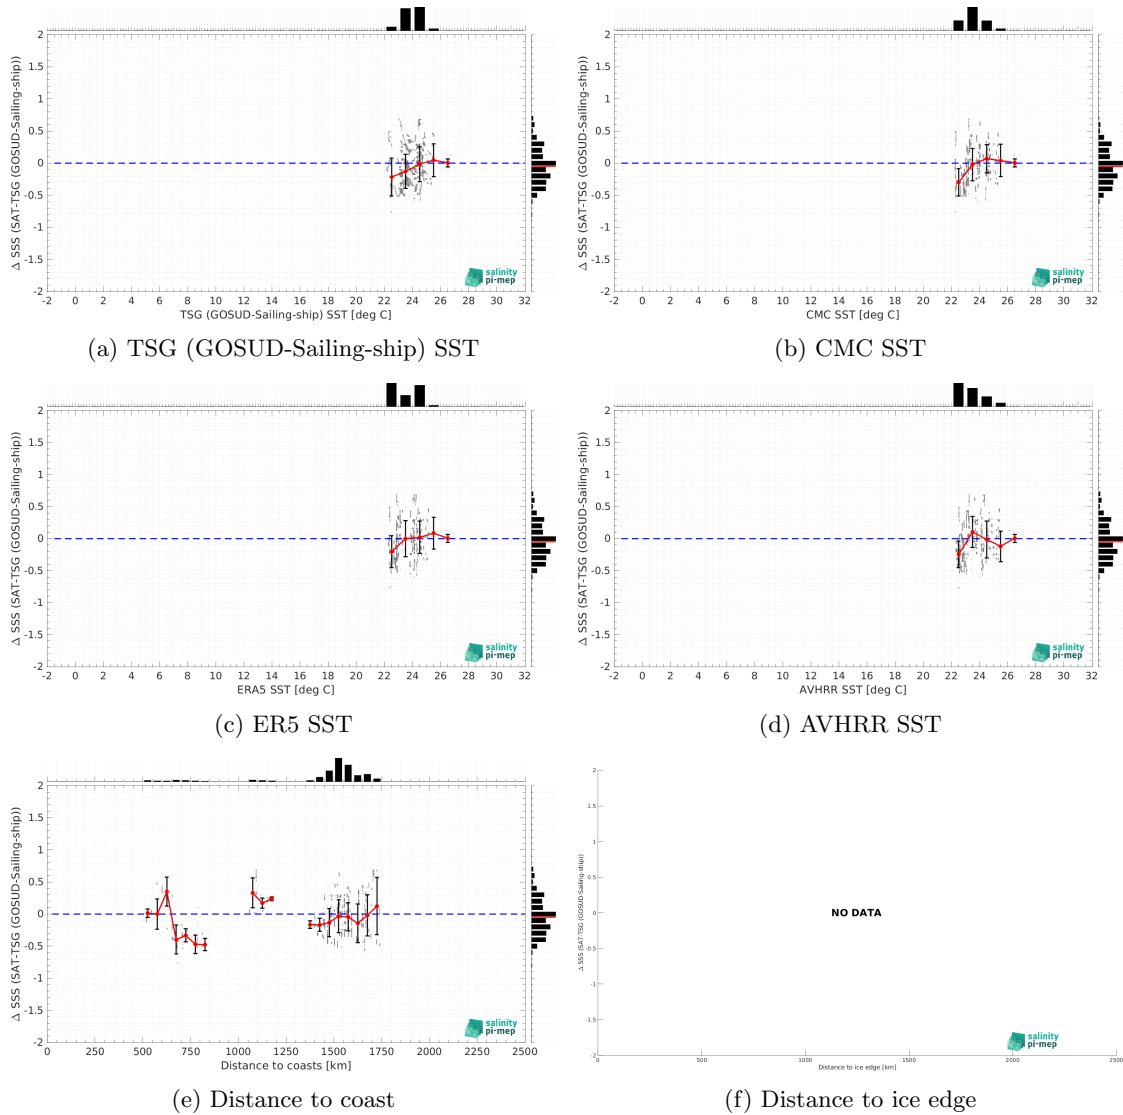 2
1.5
1
0.5
0
-0.5
-1
-1.5
-2
Δ SSS (SAT-TSG (GOSUD-Sailing-ship))
salinity
pi-mep
-2 0 2 4 6 8 10 12 14 16 18 20 22 24 26 28 30 32
TSG (GOSUD-Sailing-ship) SST [deg C]
(a) TSG (GOSUD-Sailing-ship) SST
2
1.5
1
0.5
0
-0.5
-1
-1.5
-2
Δ SSS (SAT-TSG (GOSUD-Sailing-ship))
salinity
pi-mep
-2 0 2 4 6 8 10 12 14 16 18 20 22 24 26 28 30 32
CMC SST [deg C]
(b) CMC SST
2
1.5
1
0.5
0
-0.5
-1
-1.5
-2
Δ SSS (SAT-TSG (GOSUD-Sailing-ship))
salinity
pi-mep
-2 0 2 4 6 8 10 12 14 16 18 20 22 24 26 28 30 32
ERA5 SST [deg C]
(c) ER5 SST
2
1.5
1
0.5
0
-0.5
-1
-1.5
-2
Δ SSS (SAT-TSG (GOSUD-Sailing-ship))
salinity
pi-mep
-2 0 2 4 6 8 10 12 14 16 18 20 22 24 26 28 30 32
AVHRR SST [deg C]
(d) AVHRR SST
2
1.5
1
0.5
0
-0.5
-1
-1.5
-2
Δ SSS (SAT-TSG (GOSUD-Sailing-ship))
salinity
pi-mep
0 250 500 750 1000 1250 1500 1750 2000 2250 2500
Distance to coasts [km]
(e) Distance to coast
2
1.5
1
0.5
0
-0.5
-1
-1.5
-2
Δ SSS (SAT-TSG (GOSUD-Sailing-ship))
NO DATA
salinity
pi-mep
0 500 1000 1500 2000 2500
Distance to ice edge [km]
(f) Distance to ice edge